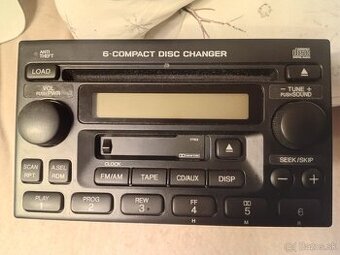 ANTI THEFT
6-COMPACT DISC CHANGER
LOAD
VOL
PUSH PWR
− TUNE +
PUSH SOUND
CLOCK
SEEK/SKIP
SCAN
RPT
A.SEL
RDM
FM/AM
TAPE
CD/AUX
DISP
− +
PLAY
1
PROG
2
REW
3
FF
4
5
6
H
M